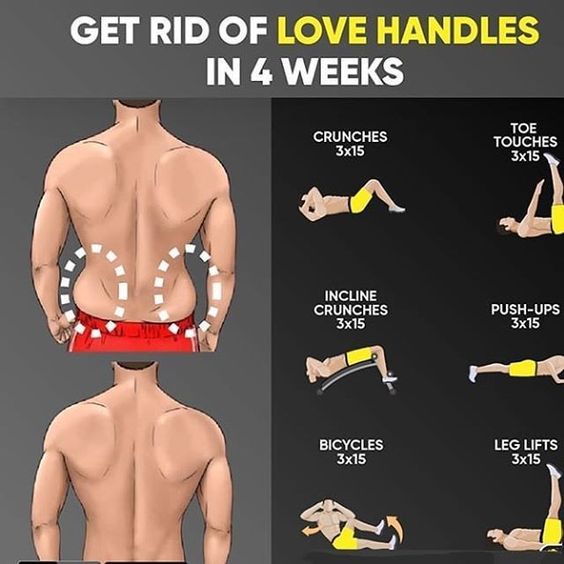 GET RID OF LOVE HANDLES
IN 4 WEEKS
CRUNCHES
3x15
TOE
TOUCHES
3x15
INCLINE
CRUNCHES
3x15
PUSH-UPS
3x15
BICYCLES
3x15
LEG LIFTS
3x15